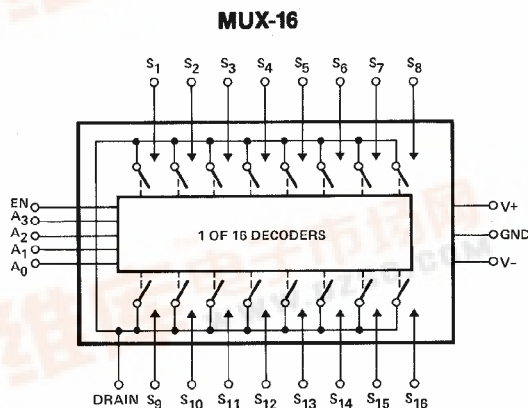 MUX-16
S1 S2 S3 S4 S5 S6 S7 S8
EN
A3
A2
A1
A0
1 OF 16 DECODERS
V+
GND
V−
DRAIN S9 S10 S11 S12 S13 S14 S15 S16